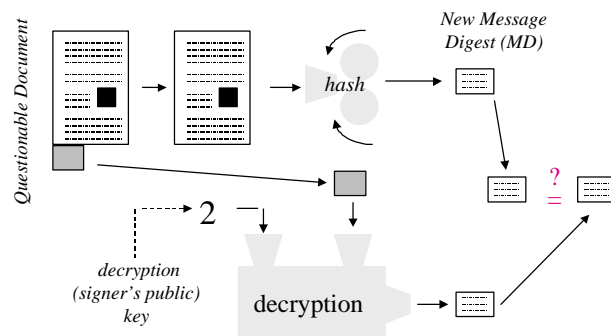 Questionable Document
New Message
Digest (MD)
hash
?
=
2
decryption
(signer's public)
key
decryption